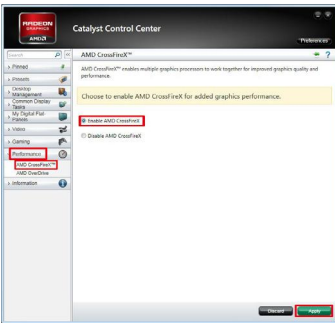 RADEON
GRAPHICS
AMD
Catalyst Control Center
Preferences
Search
AMD CrossFireX™
Pinned
Presets
Desktop
Management
Common Display
Tasks
My Digital Flat-
Panels
Video
Gaming
Performance
AMD CrossFireX™
AMD OverDrive
Information
AMD CrossFireX™ enables multiple graphics processors to work together for improved graphics quality and
performance.
Choose to enable AMD CrossFireX for added graphics performance.
Enable AMD CrossFireX
Disable AMD CrossFireX
Discard
Apply